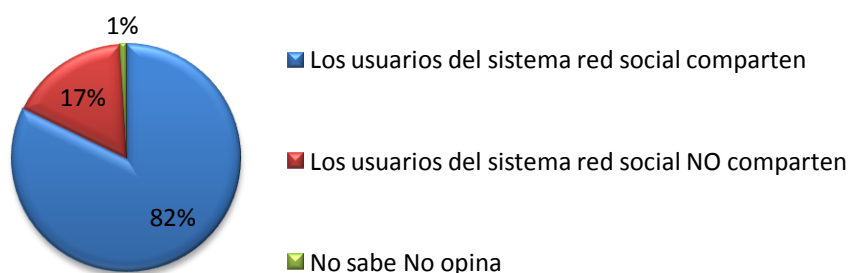 1%
Los usuarios del sistema red social comparten
17%
Los usuarios del sistema red social NO comparten
82%
No sabe No opina